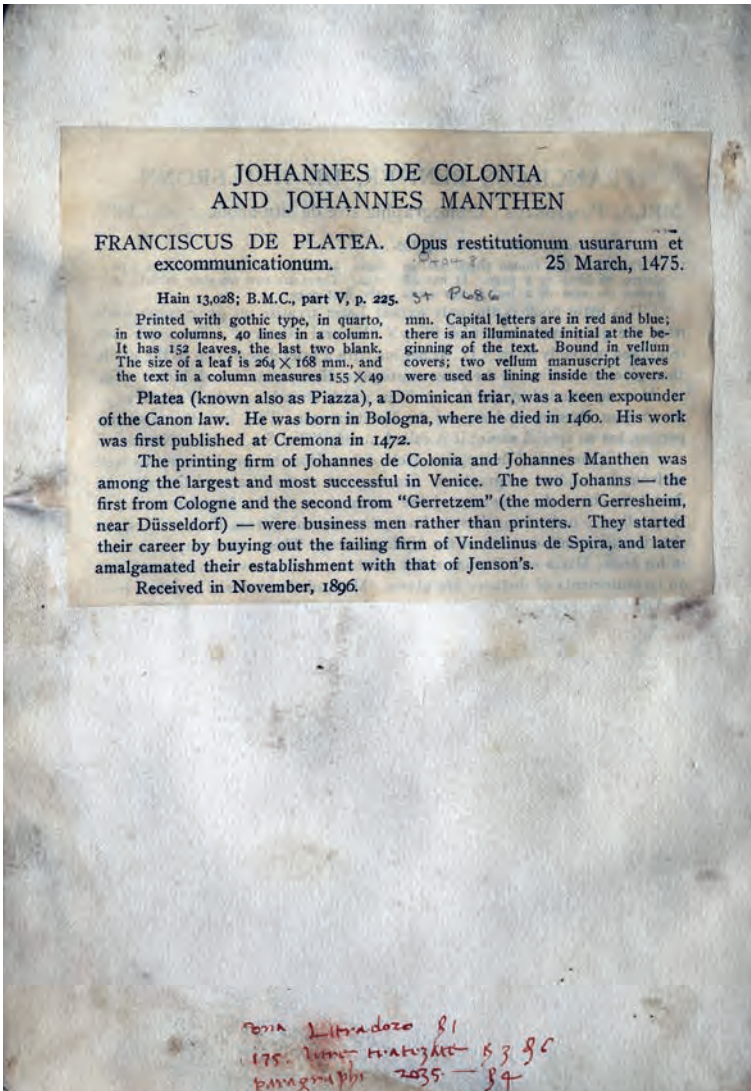 JOHANNES DE COLONIA
AND JOHANNES MANTHEN
FRANCISCUS DE PLATEA. Opus restitutionum usurarum et
excommunicationum. 25 March, 1475.
Hain 13,028; B.M.C., part V, p. 225. St P686
Printed with gothic type, in quarto,
in two columns, 40 lines in a column.
It has 152 leaves, the last two blank.
The size of a leaf is 264 × 168 mm., and
the text in a column measures 155 × 49
mm. Capital letters are in red and blue;
there is an illuminated initial at the be-
ginning of the text. Bound in vellum
covers; two vellum manuscript leaves
were used as lining inside the covers.
Platea (known also as Piazza), a Dominican friar, was a keen expounder
of the Canon law. He was born in Bologna, where he died in 1460. His work
was first published at Cremona in 1472.
The printing firm of Johannes de Colonia and Johannes Manthen was
among the largest and most successful in Venice. The two Johanns — the
first from Cologne and the second from "Gerretzem" (the modern Gerresheim,
near Düsseldorf) — were business men rather than printers. They started
their career by buying out the failing firm of Vindelinus de Spira, and later
amalgamated their establishment with that of Jenson's.
Received in November, 1896.
175.
2035. — 84